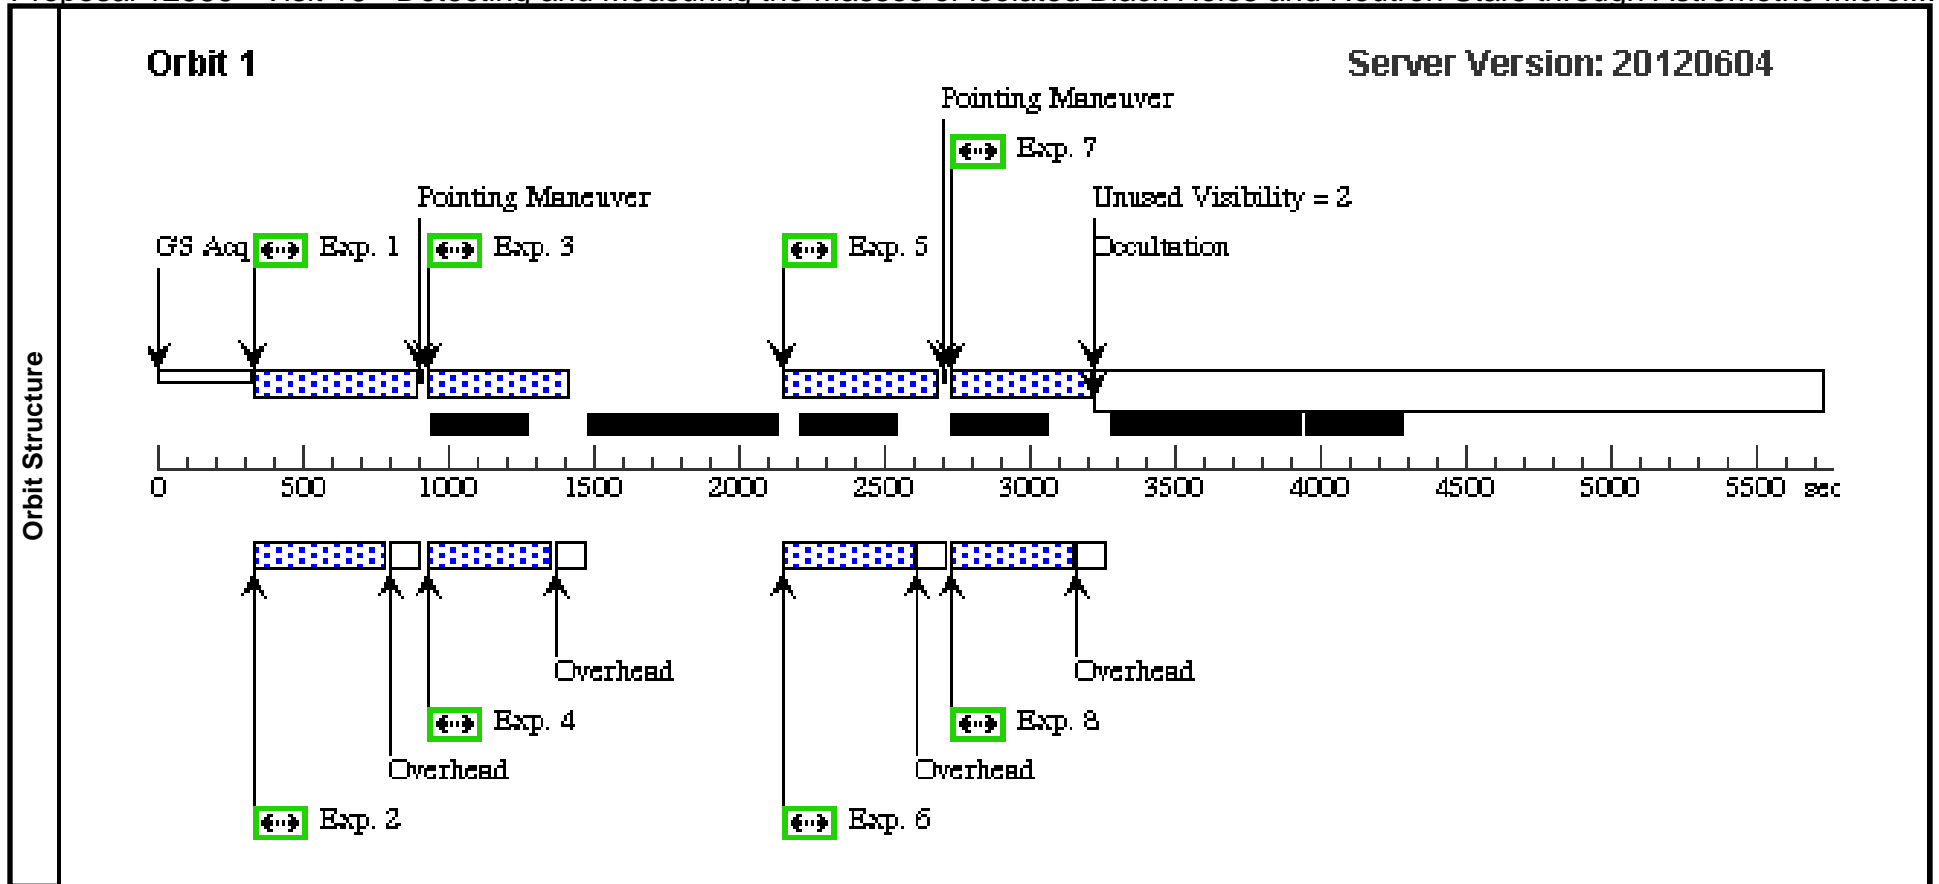 Orbit 1
Server Version: 20120604
Pointing Maneuver
Exp. 7
Pointing Maneuver
Unused Visibility = 2
GS Acq
Exp. 1
Exp. 3
Exp. 5
Occultation
Orbit Structure
0 500 1000 1500 2000 2500 3000 3500 4000 4500 5000 5500 sec
Overhead
Overhead
Exp. 4
Exp. 8
Overhead
Overhead
Exp. 2
Exp. 6